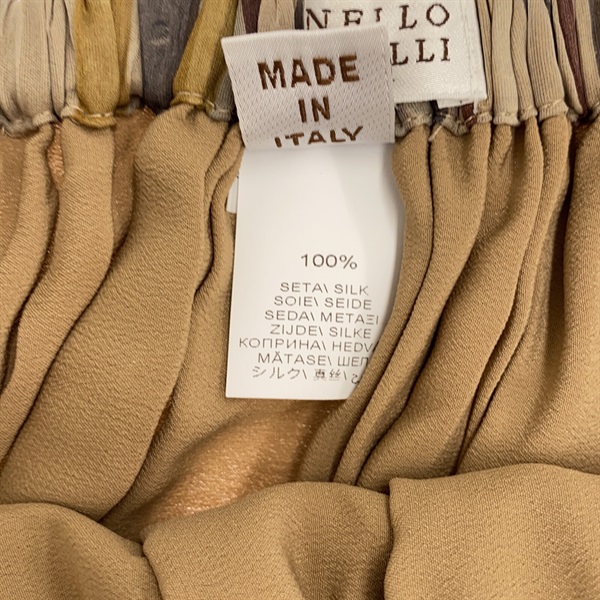 NELLO
LLI
MADE
IN
ITALY
100%
SETA\ SILK
SOIE\ SEIDE
SEDA\ ΜΕΤΑΞΙ
ZIJDE\ SILKE
КОПРИНА\ HEDV
MĂTASE\ ШЕЛ
シルク\ 真丝\